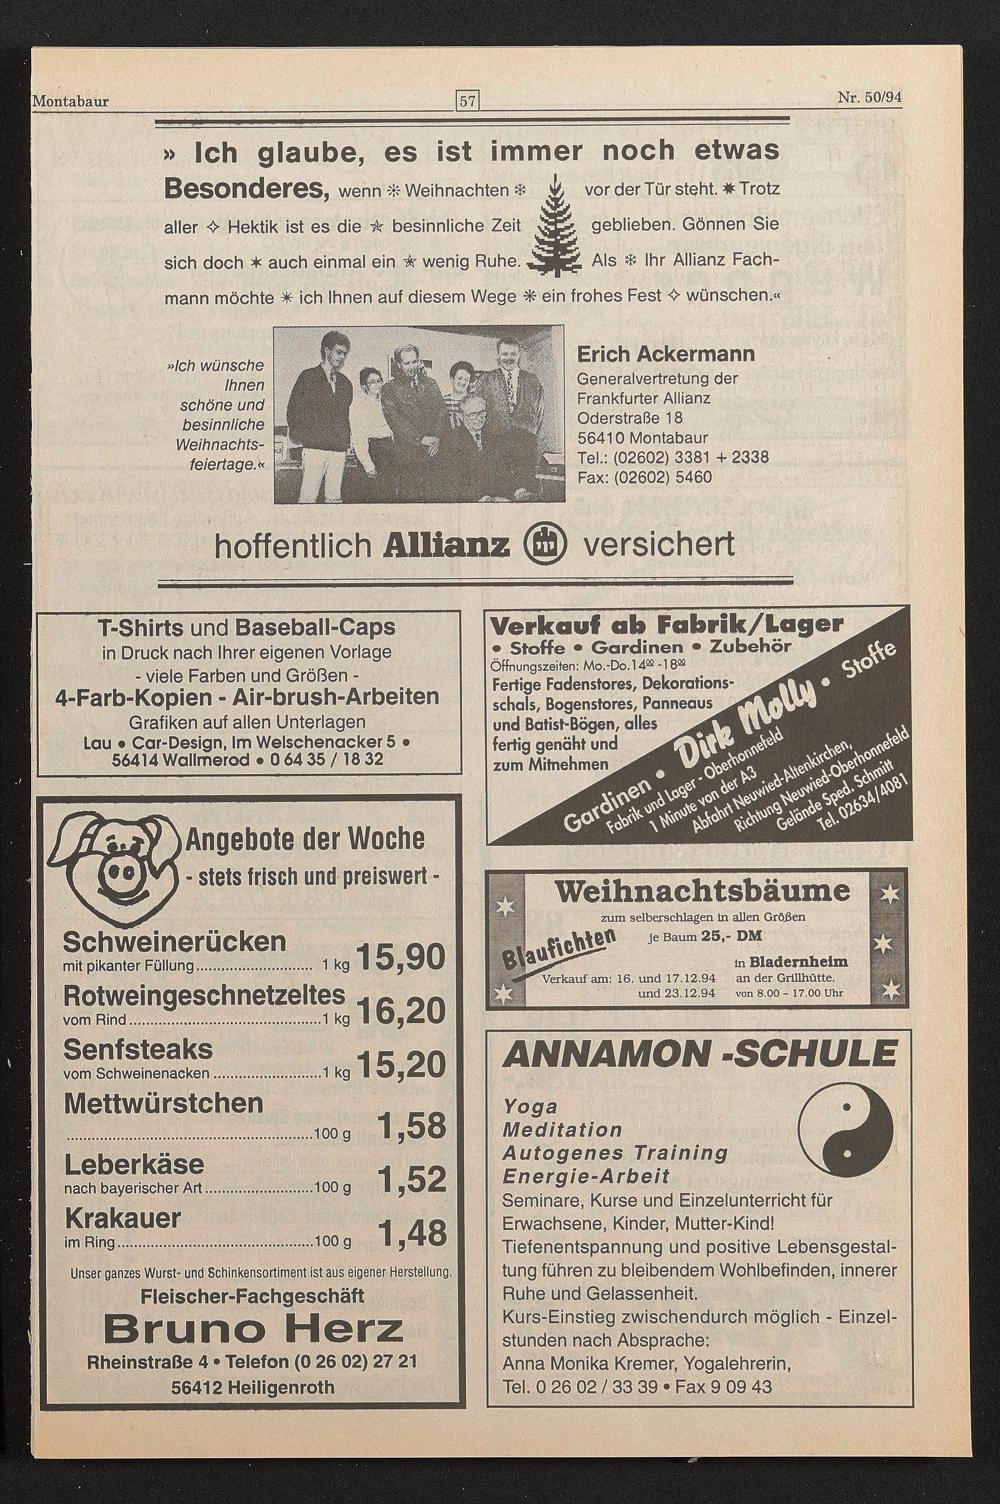 Montabaur
57
Nr. 50/94
» Ich glaube, es ist immer noch etwas
Besonderes, wenn ❊ Weihnachten ❄ vor der Tür steht. ✷ Trotz
aller ✧ Hektik ist es die ✭ besinnliche Zeit geblieben. Gönnen Sie
sich doch ✶ auch einmal ein ✭ wenig Ruhe. Als ❄ Ihr Allianz Fach-
mann möchte ✳ ich Ihnen auf diesem Wege ❊ ein frohes Fest ✧ wünschen.«
»Ich wünsche
Ihnen
schöne und
besinnliche
Weihnachts-
feiertage.«
Erich Ackermann
Generalvertretung der
Frankfurter Allianz
Oderstraße 18
56410 Montabaur
Tel.: (02602) 3381 + 2338
Fax: (02602) 5460
hoffentlich Allianz versichert
T-Shirts und Baseball-Caps
in Druck nach Ihrer eigenen Vorlage
- viele Farben und Größen -
4-Farb-Kopien - Air-brush-Arbeiten
Grafiken auf allen Unterlagen
Lau • Car-Design, Im Welschenacker 5 •
56414 Wallmerod • 0 64 35 / 18 32
Verkauf ab Fabrik/Lager
• Stoffe • Gardinen • Zubehör
Öffnungszeiten: Mo.-Do. 14⁰⁰ -18⁰⁰
Fertige Fadenstores, Dekorations-
schals, Bogenstores, Panneaus
und Batist-Bögen, alles
fertig genäht und
zum Mitnehmen
Gardinen • Dirk Molly • Stoffe
Fabrik und Lager - Oberhonnefeld
1 Minute von der A3
Abfahrt Neuwied-Altenkirchen,
Richtung Neuwied-Oberhonnefeld
Gelände Sped. Schmitt
Tel. 02634/4081
Angebote der Woche
- stets frisch und preiswert -
Schweinerücken
mit pikanter Füllung ........ 1 kg 15,90
Rotweingeschnetzeltes
vom Rind ........ 1 kg 16,20
Senfsteaks
vom Schweinenacken ........ 1 kg 15,20
Mettwürstchen
........ 100 g 1,58
Leberkäse
nach bayerischer Art ........ 100 g 1,52
Krakauer
im Ring ........ 100 g 1,48
Unser ganzes Wurst- und Schinkensortiment ist aus eigener Herstellung.
Fleischer-Fachgeschäft
Bruno Herz
Rheinstraße 4 • Telefon (0 26 02) 27 21
56412 Heiligenroth
Weihnachtsbäume
zum selberschlagen in allen Größen
Blaufichten
je Baum 25,- DM
in Bladernheim
Verkauf am: 16. und 17.12.94 an der Grillhütte.
und 23.12.94 von 8.00 - 17.00 Uhr
ANNAMON -SCHULE
Yoga
Meditation
Autogenes Training
Energie-Arbeit
Seminare, Kurse und Einzelunterricht für
Erwachsene, Kinder, Mutter-Kind!
Tiefenentspannung und positive Lebensgestal-
tung führen zu bleibendem Wohlbefinden, innerer
Ruhe und Gelassenheit.
Kurs-Einstieg zwischendurch möglich - Einzel-
stunden nach Absprache:
Anna Monika Kremer, Yogalehrerin,
Tel. 0 26 02 / 33 39 • Fax 9 09 43